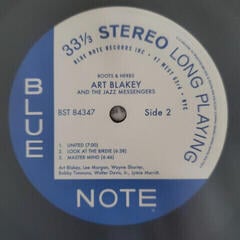 33 1/3 STEREO LONG PLAYING
BLUE NOTE RECORDS INC • 47 WEST 63rd • NYC
ROOTS & HERBS
ART BLAKEY
AND THE JAZZ MESSENGERS
BST 84347
Side 2
1. UNITED (7:00)
2. LOOK AT THE BIRDIE (6:38)
3. MASTER MIND (6:46)
Art Blakey, Lee Morgan, Wayne Shorter,
Bobby Timmons, Walter Davis, Jr., Jymie Merritt
BLUE
NOTE